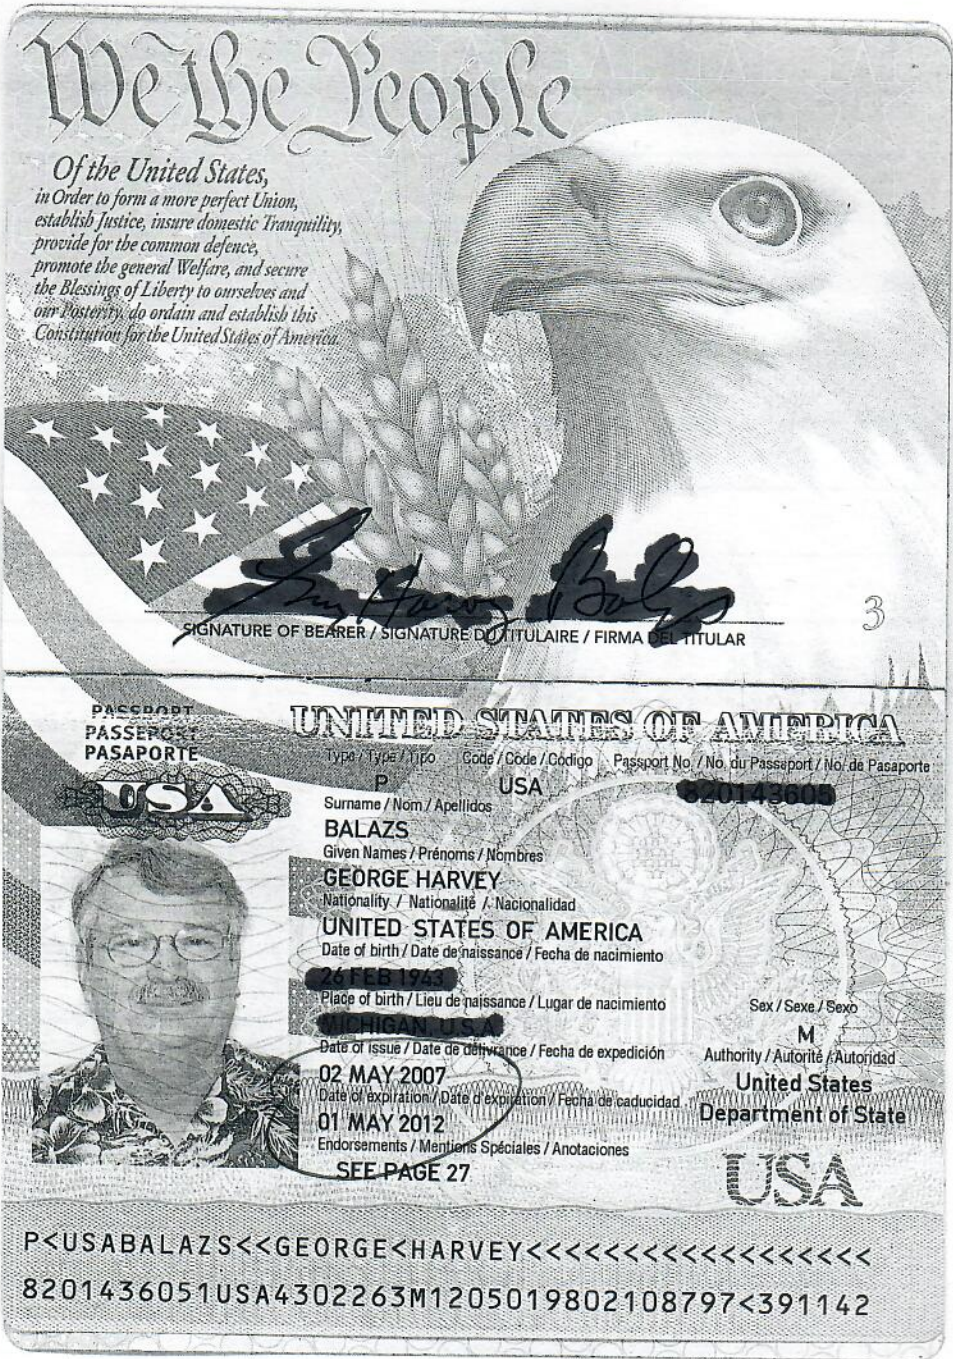 We the People
Of the United States,
in Order to form a more perfect Union,
establish Justice, insure domestic Tranquility,
provide for the common defence,
promote the general Welfare, and secure
the Blessings of Liberty to ourselves and
our Posterity, do ordain and establish this
Constitution for the United States of America.
SIGNATURE OF BEARER / SIGNATURE DU TITULAIRE / FIRMA DEL TITULAR
3
PASSPORT
PASSEPORT
PASAPORTE
USA
UNITED STATES OF AMERICA
Type / Type / Tipo Code / Code / Código Passport No. / No. du Passeport / No. de Pasaporte
P USA
Surname / Nom / Apellidos
BALAZS
Given Names / Prénoms / Nombres
GEORGE HARVEY
Nationality / Nationalité / Nacionalidad
UNITED STATES OF AMERICA
Date of birth / Date de naissance / Fecha de nacimiento
Place of birth / Lieu de naissance / Lugar de nacimiento
Sex / Sexe / Sexo
M
Date of issue / Date de délivrance / Fecha de expedición
Authority / Autorité / Autoridad
02 MAY 2007
United States
Date of expiration / Date d'expiration / Fecha de caducidad
Department of State
01 MAY 2012
Endorsements / Mentions Spéciales / Anotaciones
SEE PAGE 27
USA
P<USABALAZS<<GEORGE<HARVEY<<<<<<<<<<<<<<<<<<
8201436051USA4302263M1205019802108797<391142